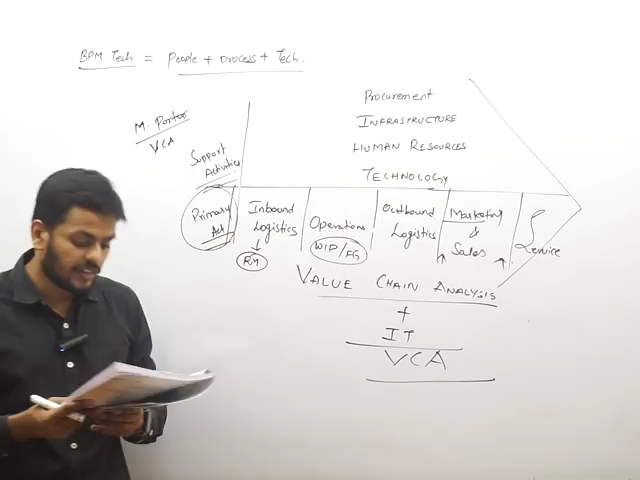 BPM Tech = People + Process + Tech.
M. Porter
VCA
Procurement
INFRASTRUCTURE
HUMAN RESOURCES
TECHNOLOGY
Support
Activities
Primary
Act
Inbound
Logistics
RM
Operations
WIP/FG
Outbound
Logistics
Marketing
&
Sales
Service
VALUE CHAIN ANALYSIS
+
IT
VCA